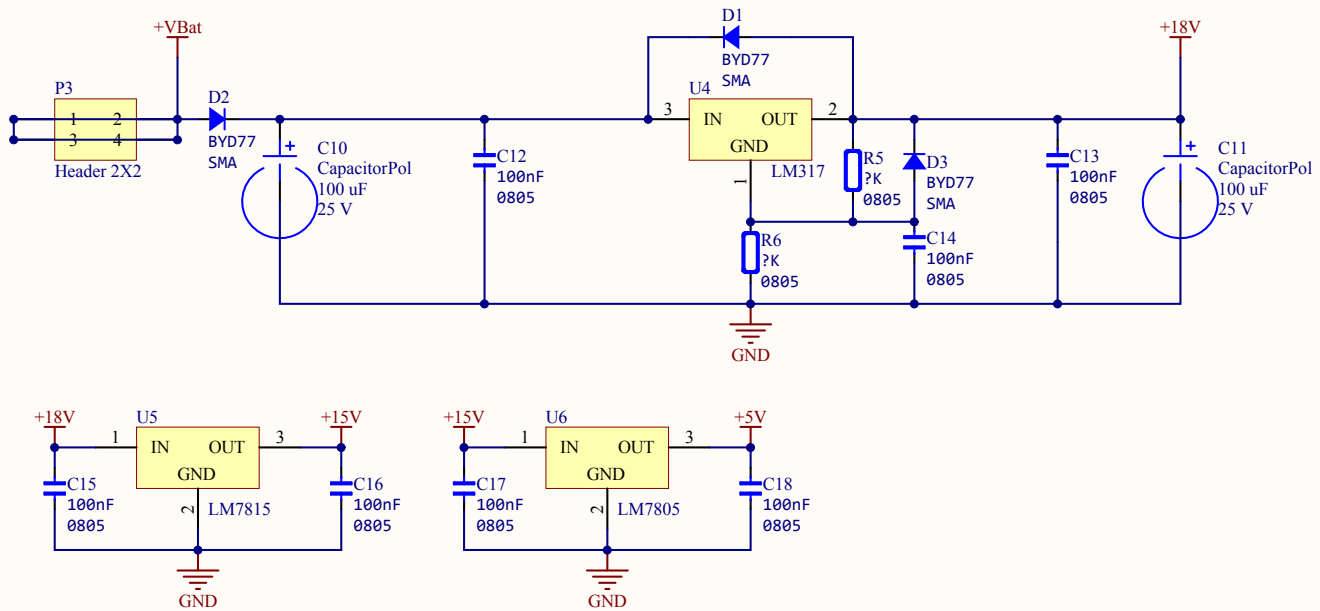 +VBat
P3
1 2
3 4
Header 2X2
D2
BYD77
SMA
+
C10
CapacitorPol
100 uF
25 V
C12
100nF
0805
D1
BYD77
SMA
U4
3
IN
OUT
2
GND
1
LM317
R5
?K
0805
D3
BYD77
SMA
R6
?K
0805
C14
100nF
0805
C13
100nF
0805
+18V
+
C11
CapacitorPol
100 uF
25 V
GND
+18V
U5
1
IN
OUT
3
GND
2
LM7815
+15V
C15
100nF
0805
C16
100nF
0805
GND
+15V
U6
1
IN
OUT
3
GND
2
LM7805
+5V
C17
100nF
0805
C18
100nF
0805
GND